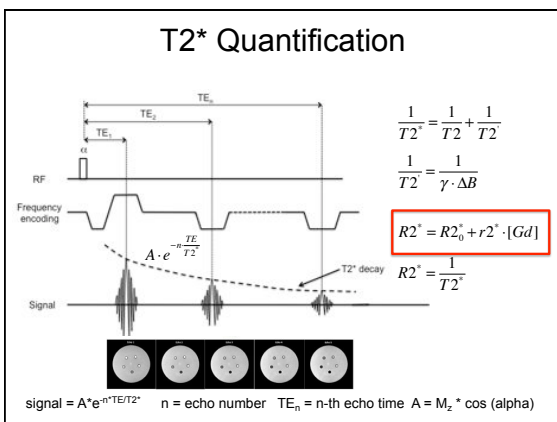 T2* Quantification
TEₙ
TE₂
TE₁
α
RF
Frequency encoding
A · e^(-n·TE/T2*)
T2* decay
Signal
1/T2* = 1/T2 + 1/T2'
1/T2' = 1/(γ · ΔB)
R2* = R2*₀ + r2* · [Gd]
R2* = 1/T2*
signal = A*e^(-n*TE/T2*) n = echo number TEₙ = n-th echo time A = M_z * cos (alpha)